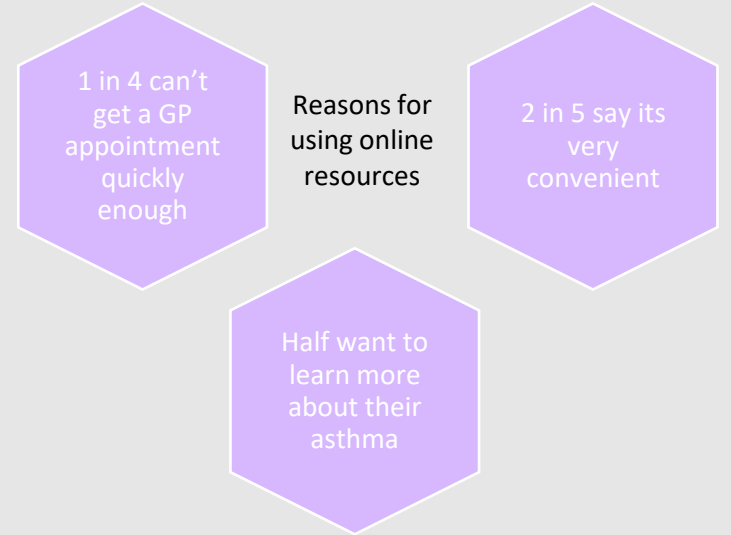 1 in 4 can’t
get a GP
appointment
quickly
enough
Reasons for
using online
resources
2 in 5 say its
very
convenient
Half want to
learn more
about their
asthma